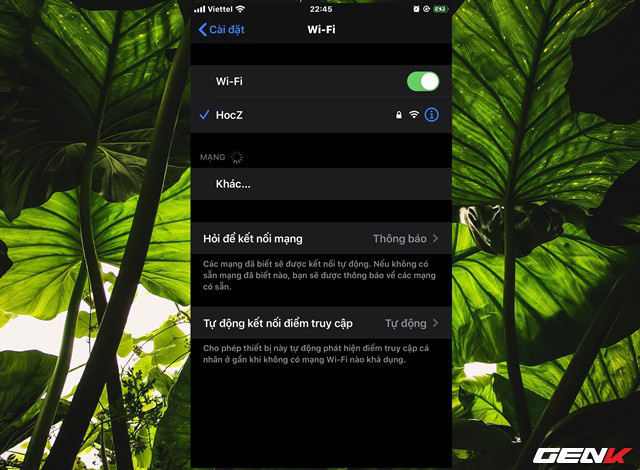 Viettel 22:45
Cài đặt Wi-Fi
Wi-Fi
HocZ
MẠNG
Khác...
Hỏi để kết nối mạng Thông báo
Các mạng đã biết sẽ được kết nối tự động. Nếu không có
sẵn mạng đã biết nào, bạn sẽ được thông báo về các mạng
có sẵn.
Tự động kết nối điểm truy cập Tự động
Cho phép thiết bị này tự động phát hiện điểm truy cập cá
nhân ở gần khi không có mạng Wi-Fi nào khả dụng.
GENK